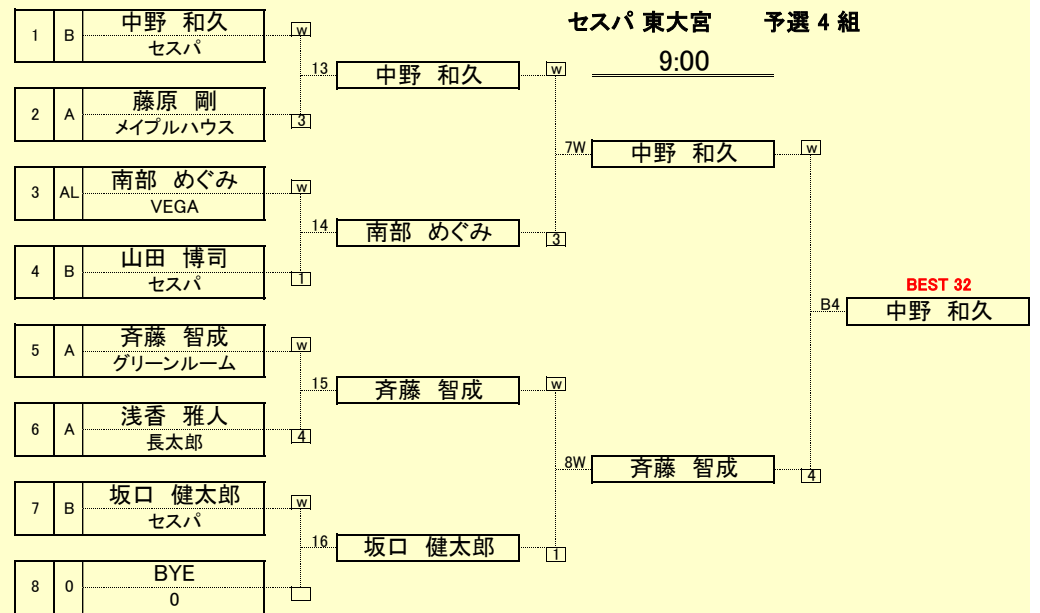 セスパ 東大宮 予選 4 組
9:00
1 B 中野 和久
セスパ
w
13 中野 和久 w
2 A 藤原 剛
メイプルハウス
3
7W 中野 和久 w
3 AL 南部 めぐみ
VEGA
w
14 南部 めぐみ 3
4 B 山田 博司
セスパ
1
BEST 32
B4 中野 和久
5 A 斉藤 智成
グリーンルーム
w
15 斉藤 智成 w
6 A 浅香 雅人
長太郎
4
8W 斉藤 智成 4
7 B 坂口 健太郎
セスパ
w
16 坂口 健太郎 1
8 0 BYE
0